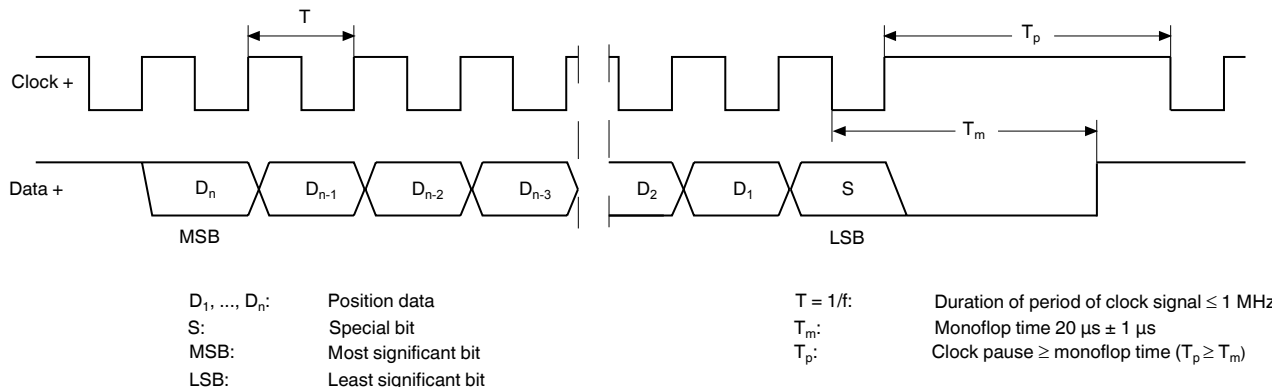 T
Tₚ
Clock +
Tₘ
Data +
Dₙ Dₙ₋₁ Dₙ₋₂ Dₙ₋₃ D₂ D₁ S
MSB LSB
D₁, ..., Dₙ: Position data
S: Special bit
MSB: Most significant bit
LSB: Least significant bit
T = 1/f: Duration of period of clock signal ≤ 1 MHz
Tₘ: Monoflop time 20 µs ± 1 µs
Tₚ: Clock pause ≥ monoflop time (Tₚ ≥ Tₘ)